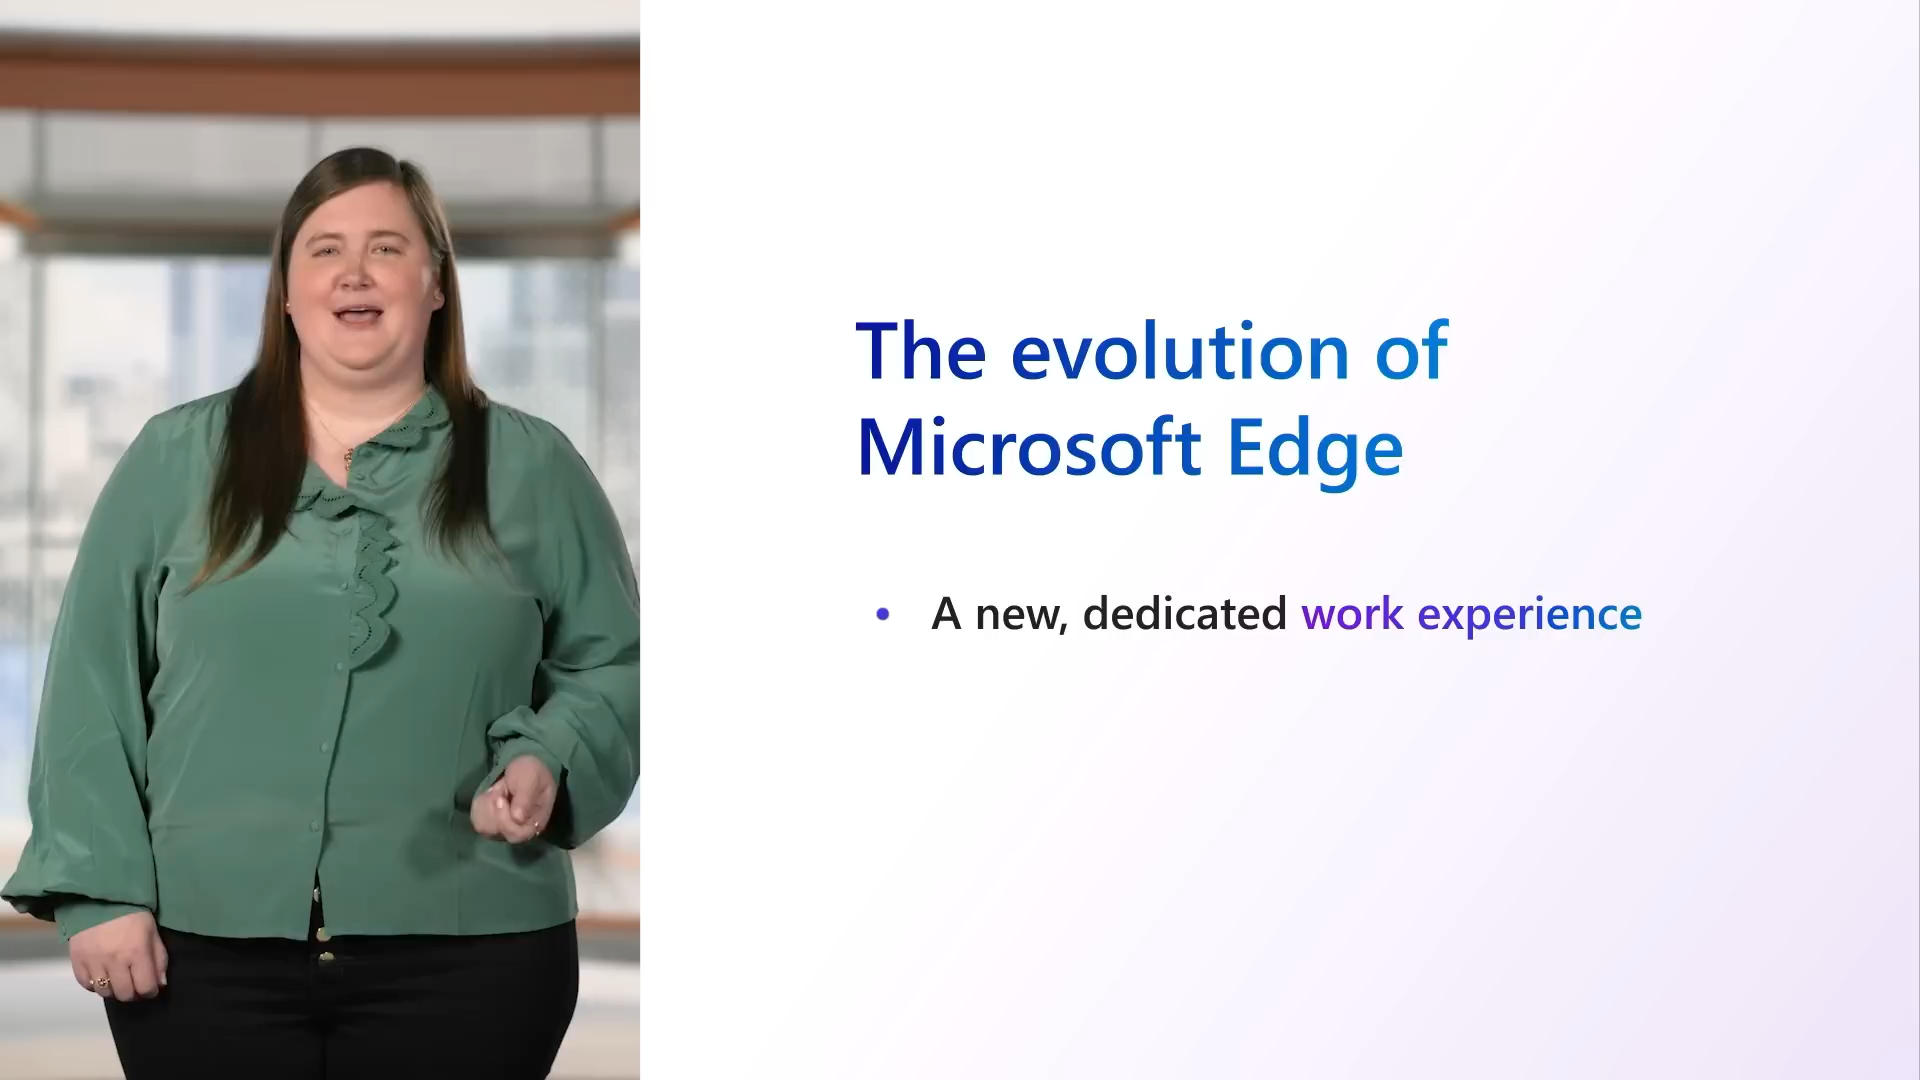 The evolution of
Microsoft Edge
• A new, dedicated work experience